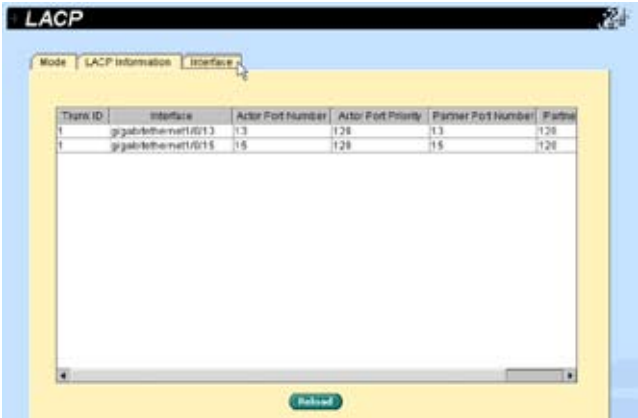 LACP
Mode LACP Information Interface
Trunk ID Interface Actor Port Number Actor Port Priority Partner Port Number Partne
1 gigabitethernet1/0/13 13 128 13 128
1 gigabitethernet1/0/15 15 128 15 128
Reload